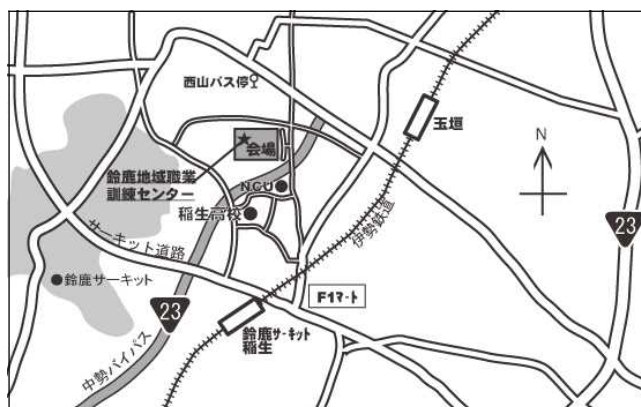 西山バス停
玉垣
N
会場
鈴鹿地域職業
訓練センター
NCU
稲生高校
伊勢鉄道
サーキット道路
23
鈴鹿サーキット
F1マート
23
鈴鹿サーキット
稲生
中勢バイパス